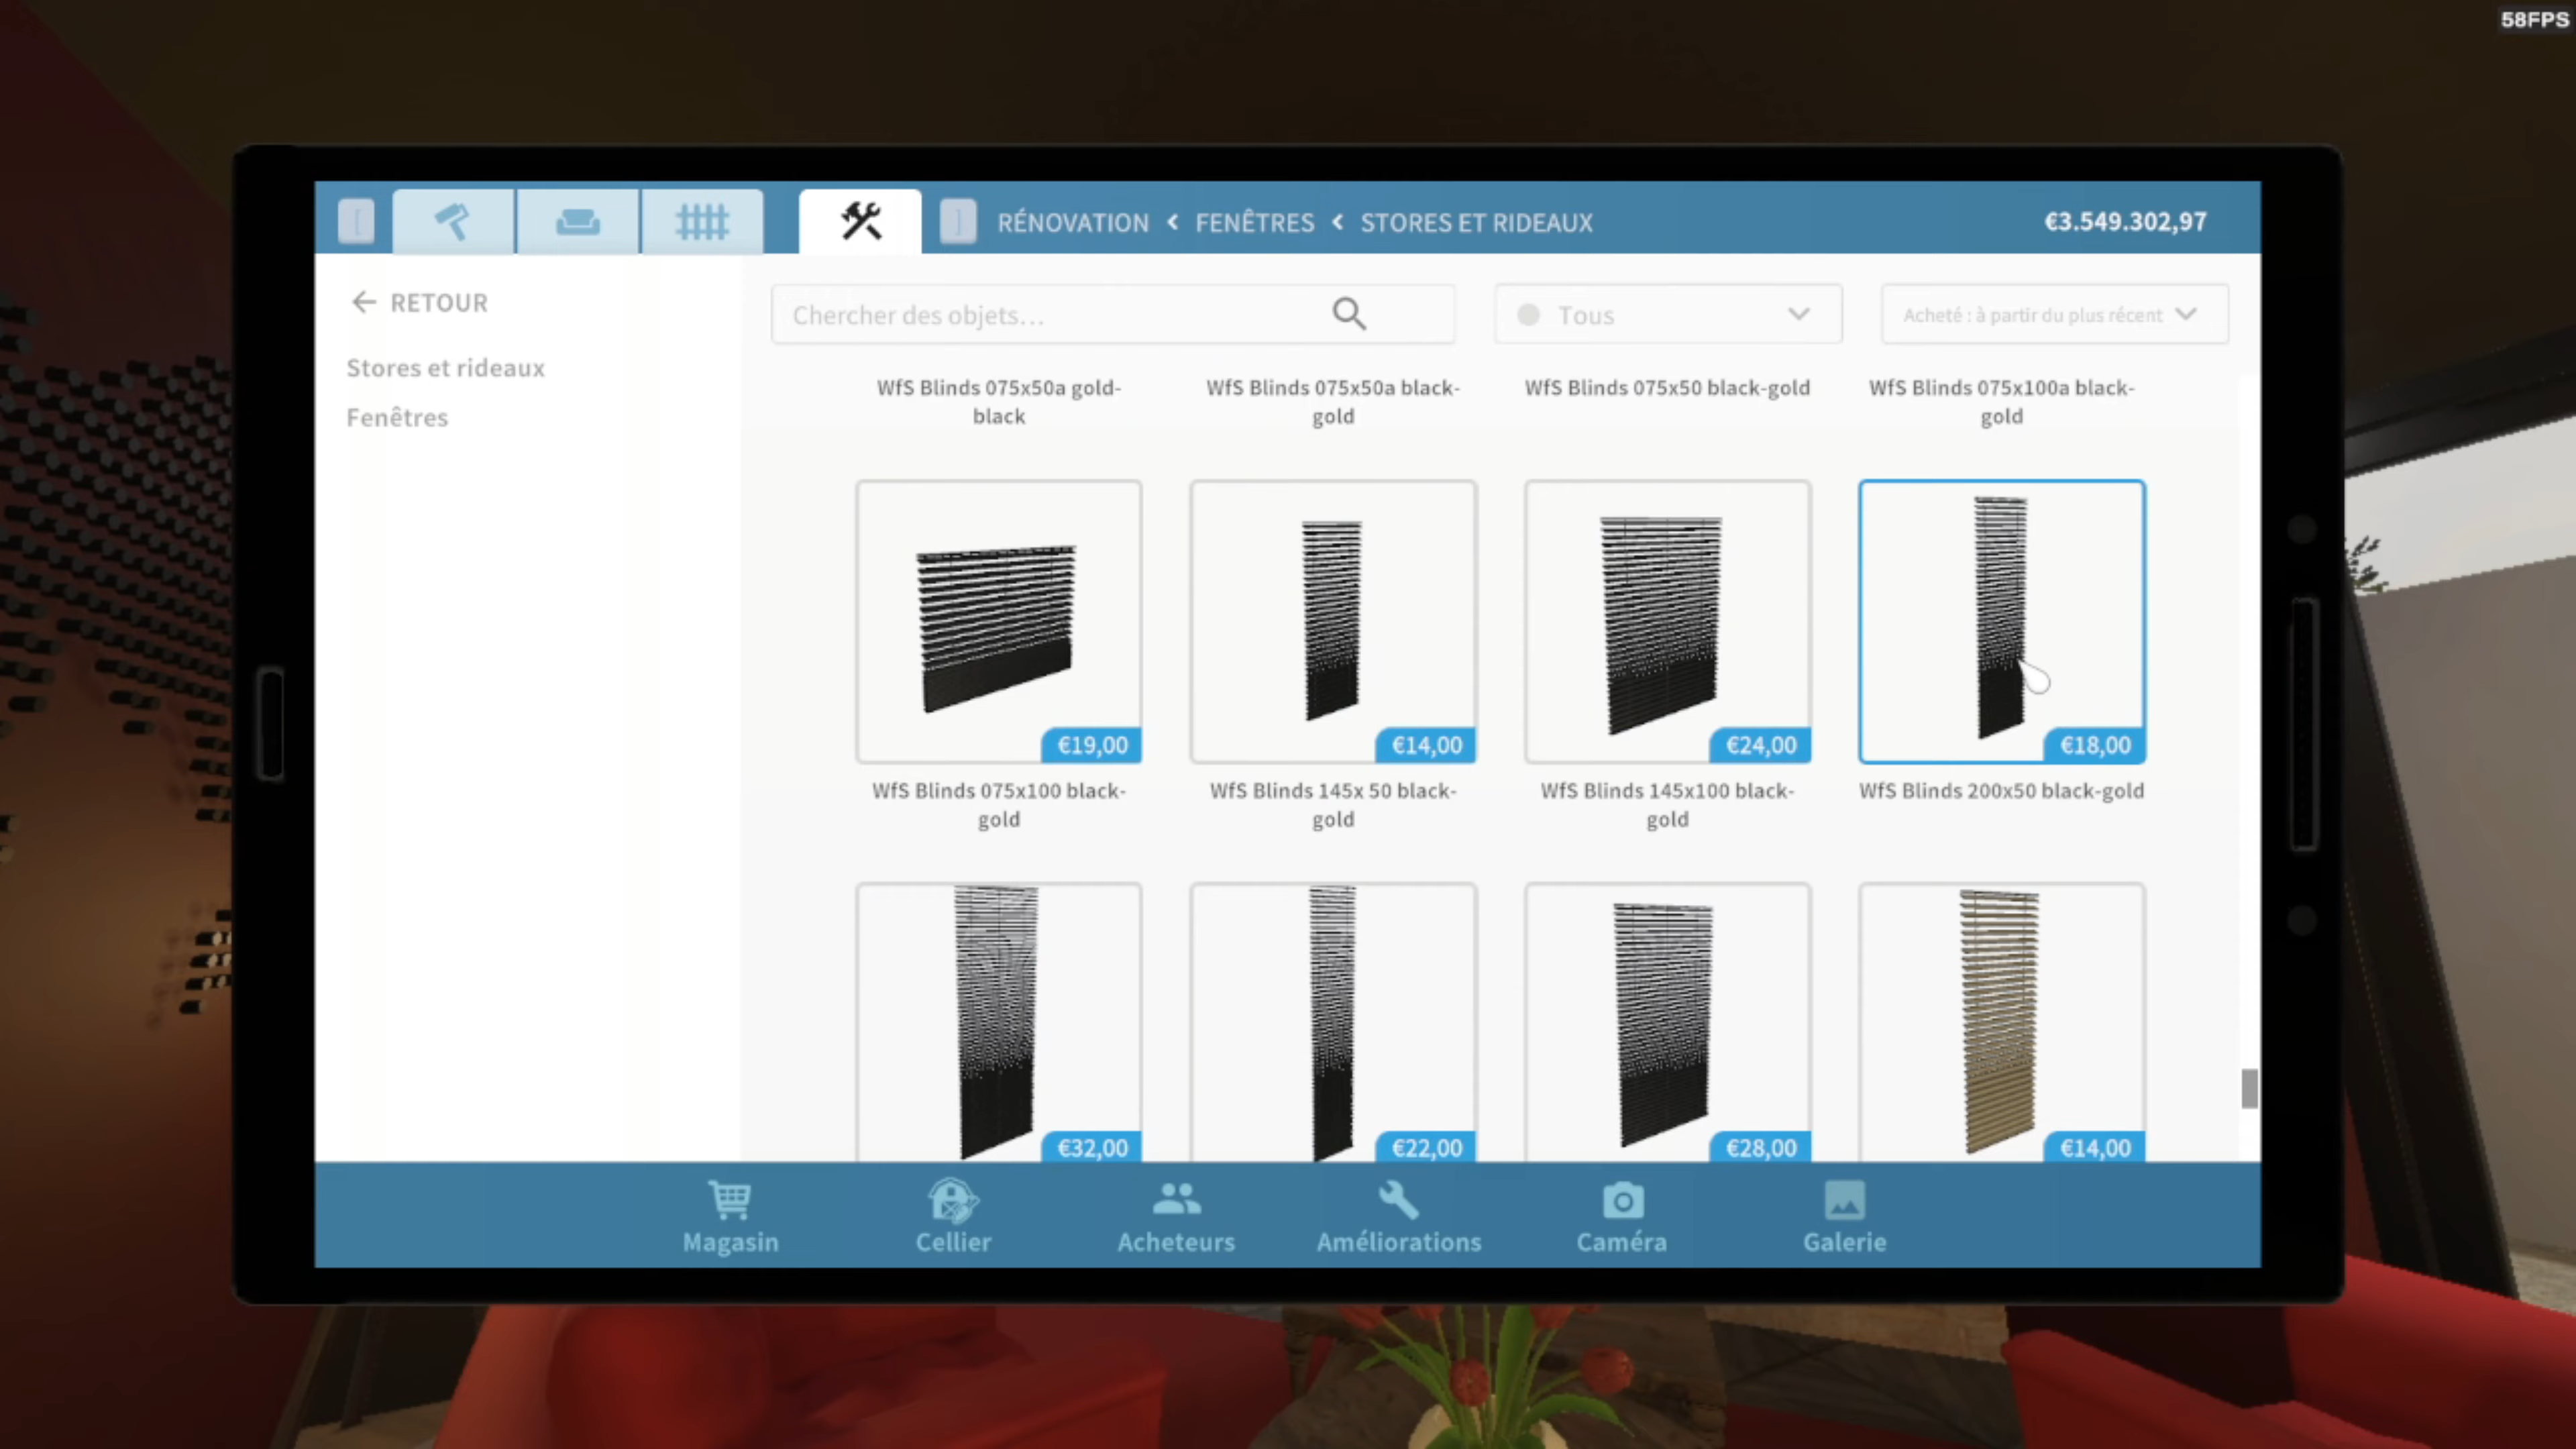 58FPS
[
]
RÉNOVATION < FENÊTRES < STORES ET RIDEAUX
€3.549.302,97
RETOUR
Stores et rideaux
Fenêtres
Chercher des objets...
Tous
Acheté : à partir du plus récent
WfS Blinds 075x50a gold-
black
WfS Blinds 075x50a black-
gold
WfS Blinds 075x50 black-gold
WfS Blinds 075x100a black-
gold
€19,00
€14,00
€24,00
€18,00
WfS Blinds 075x100 black-
gold
WfS Blinds 145x 50 black-
gold
WfS Blinds 145x100 black-
gold
WfS Blinds 200x50 black-gold
€32,00
€22,00
€28,00
€14,00
Magasin
Cellier
Acheteurs
Améliorations
Caméra
Galerie